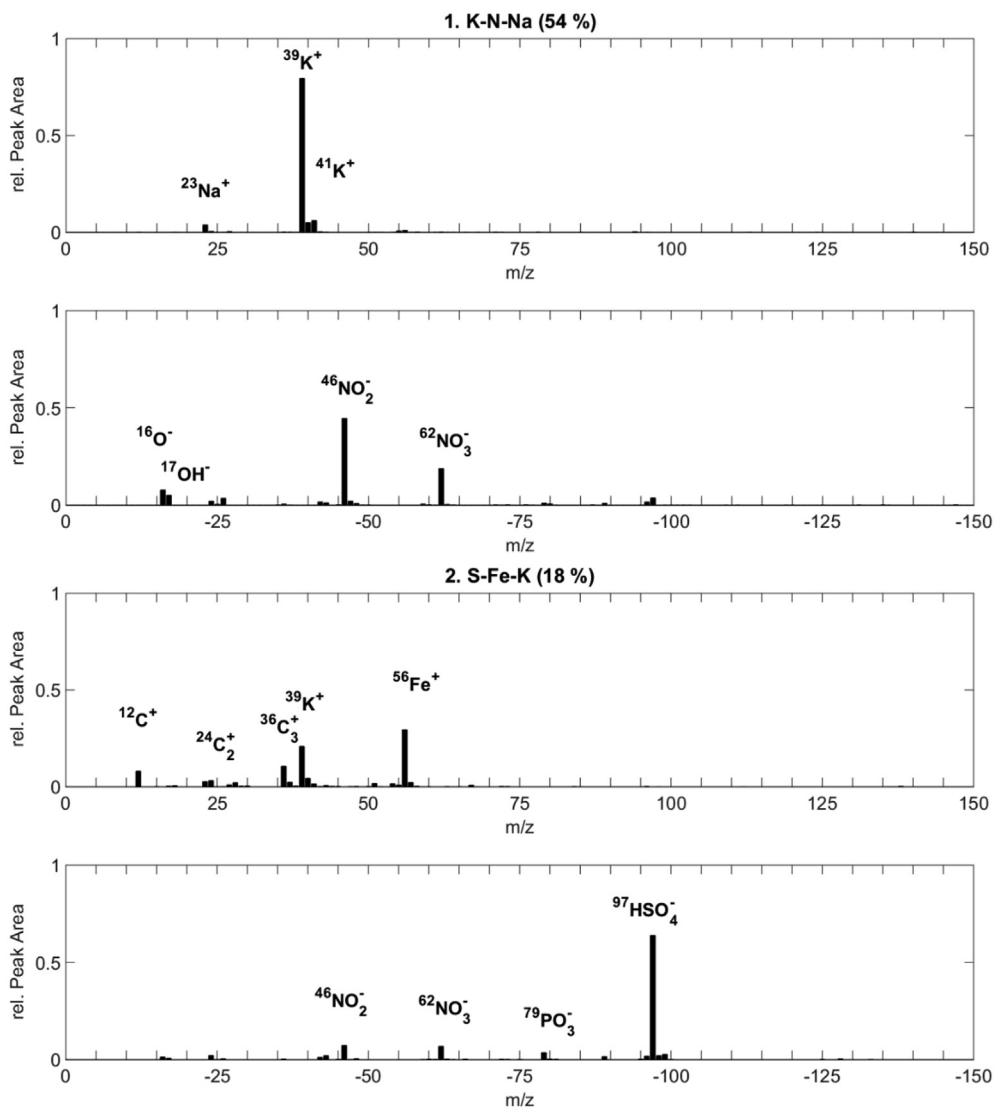 1. K-N-Na (54 %)
rel. Peak Area
1
0.5
0
²³Na⁺
³⁹K⁺
⁴¹K⁺
0 25 50 75 100 125 150
m/z
rel. Peak Area
1
0.5
0
¹⁶O⁻
¹⁷OH⁻
⁴⁶NO₂⁻
⁶²NO₃⁻
0 -25 -50 -75 -100 -125 -150
m/z
2. S-Fe-K (18 %)
rel. Peak Area
1
0.5
0
¹²C⁺
²⁴C₂⁺
³⁶C₃⁺
³⁹K⁺
⁵⁶Fe⁺
0 25 50 75 100 125 150
m/z
rel. Peak Area
1
0.5
0
⁴⁶NO₂⁻
⁶²NO₃⁻
⁷⁹PO₃⁻
⁹⁷HSO₄⁻
0 -25 -50 -75 -100 -125 -150
m/z